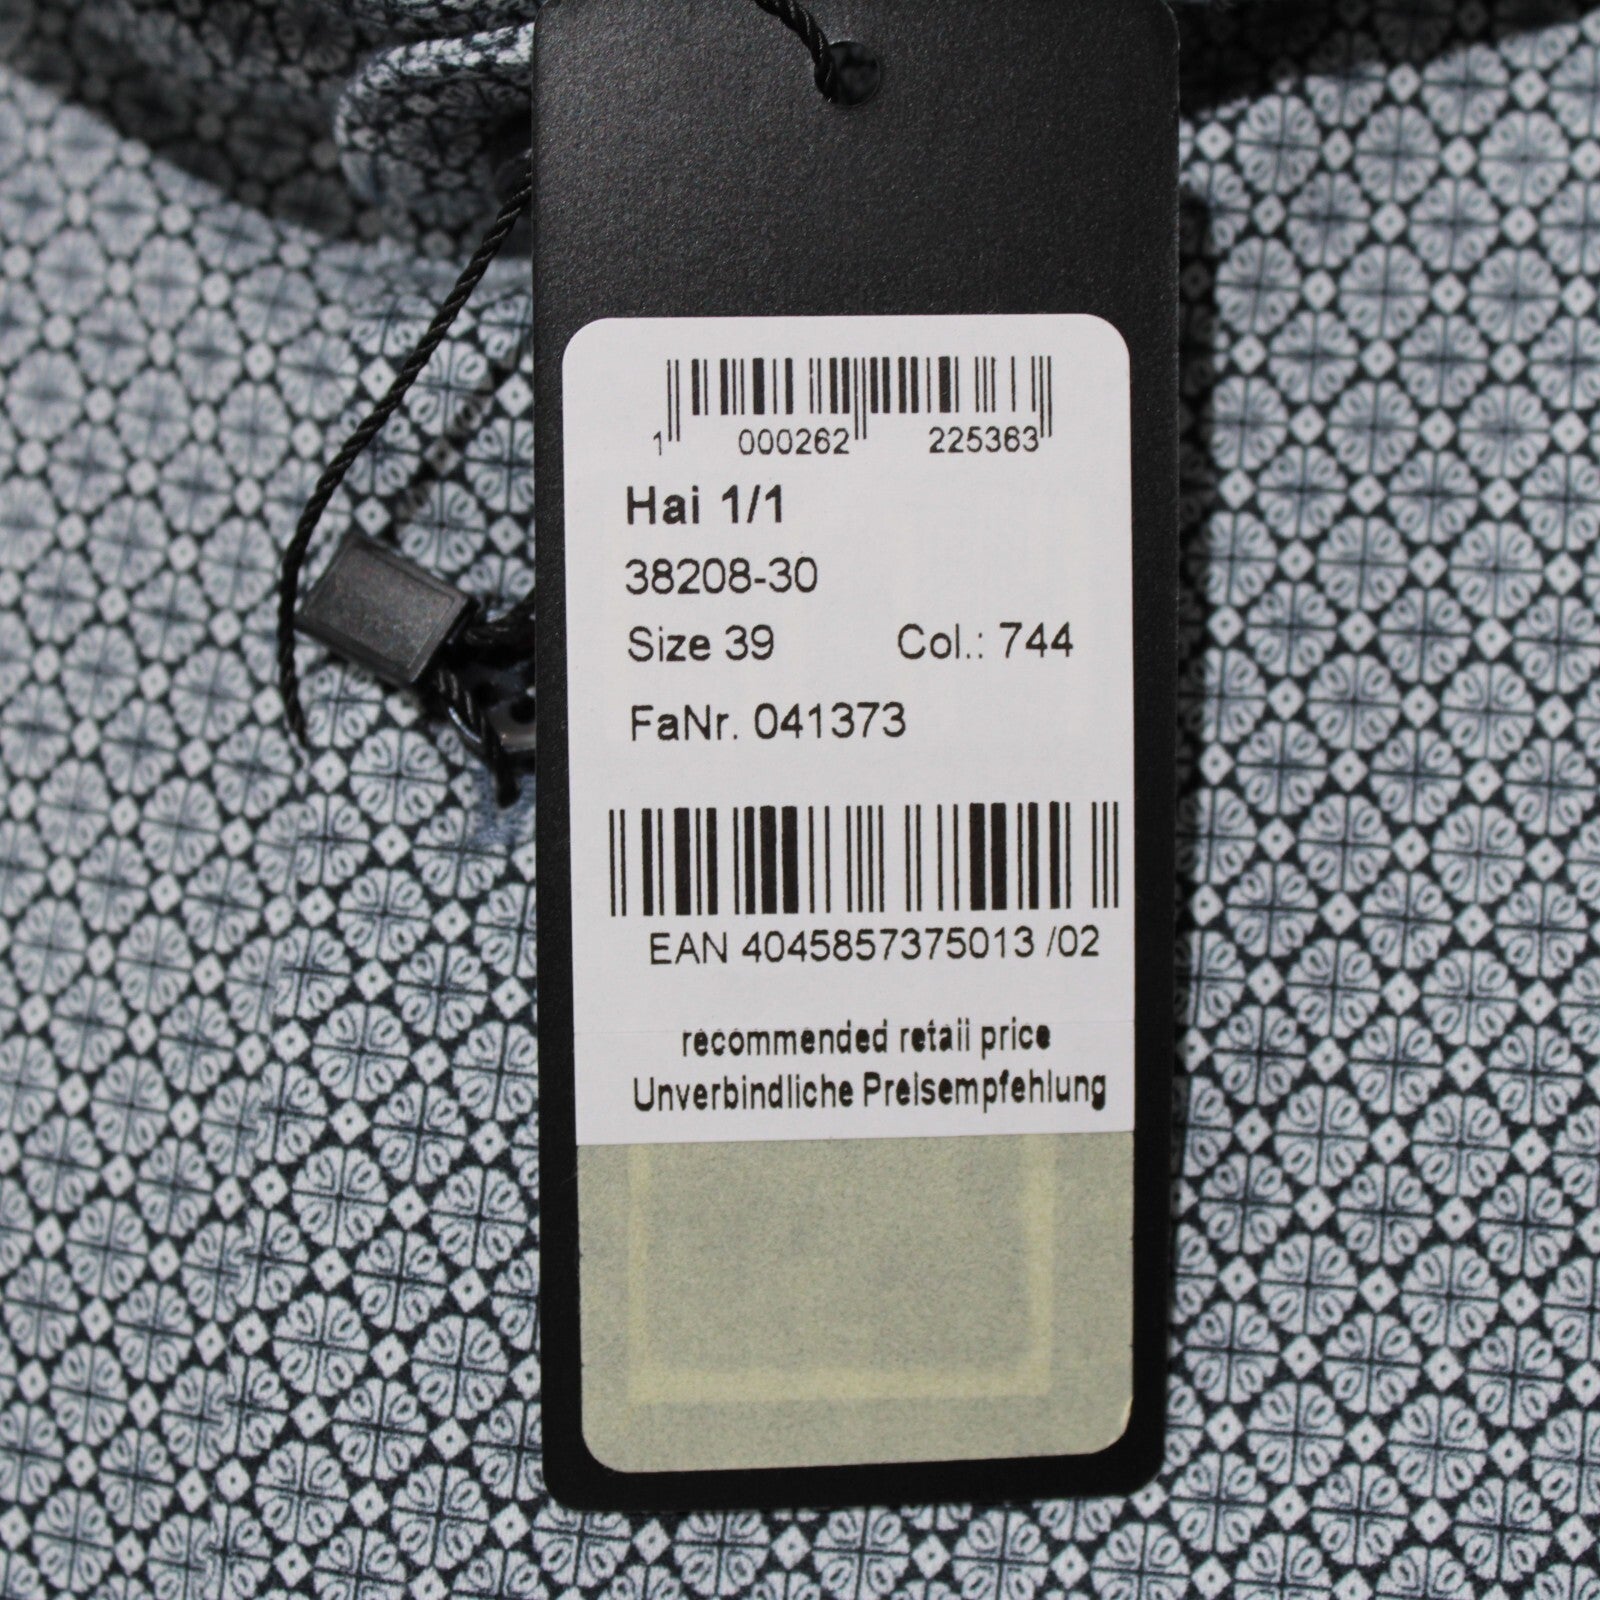 1 000262 225363
Hai 1/1
38208-30
Size 39 Col.: 744
FaNr. 041373
EAN 4045857375013 /02
recommended retail price
Unverbindliche Preisempfehlung